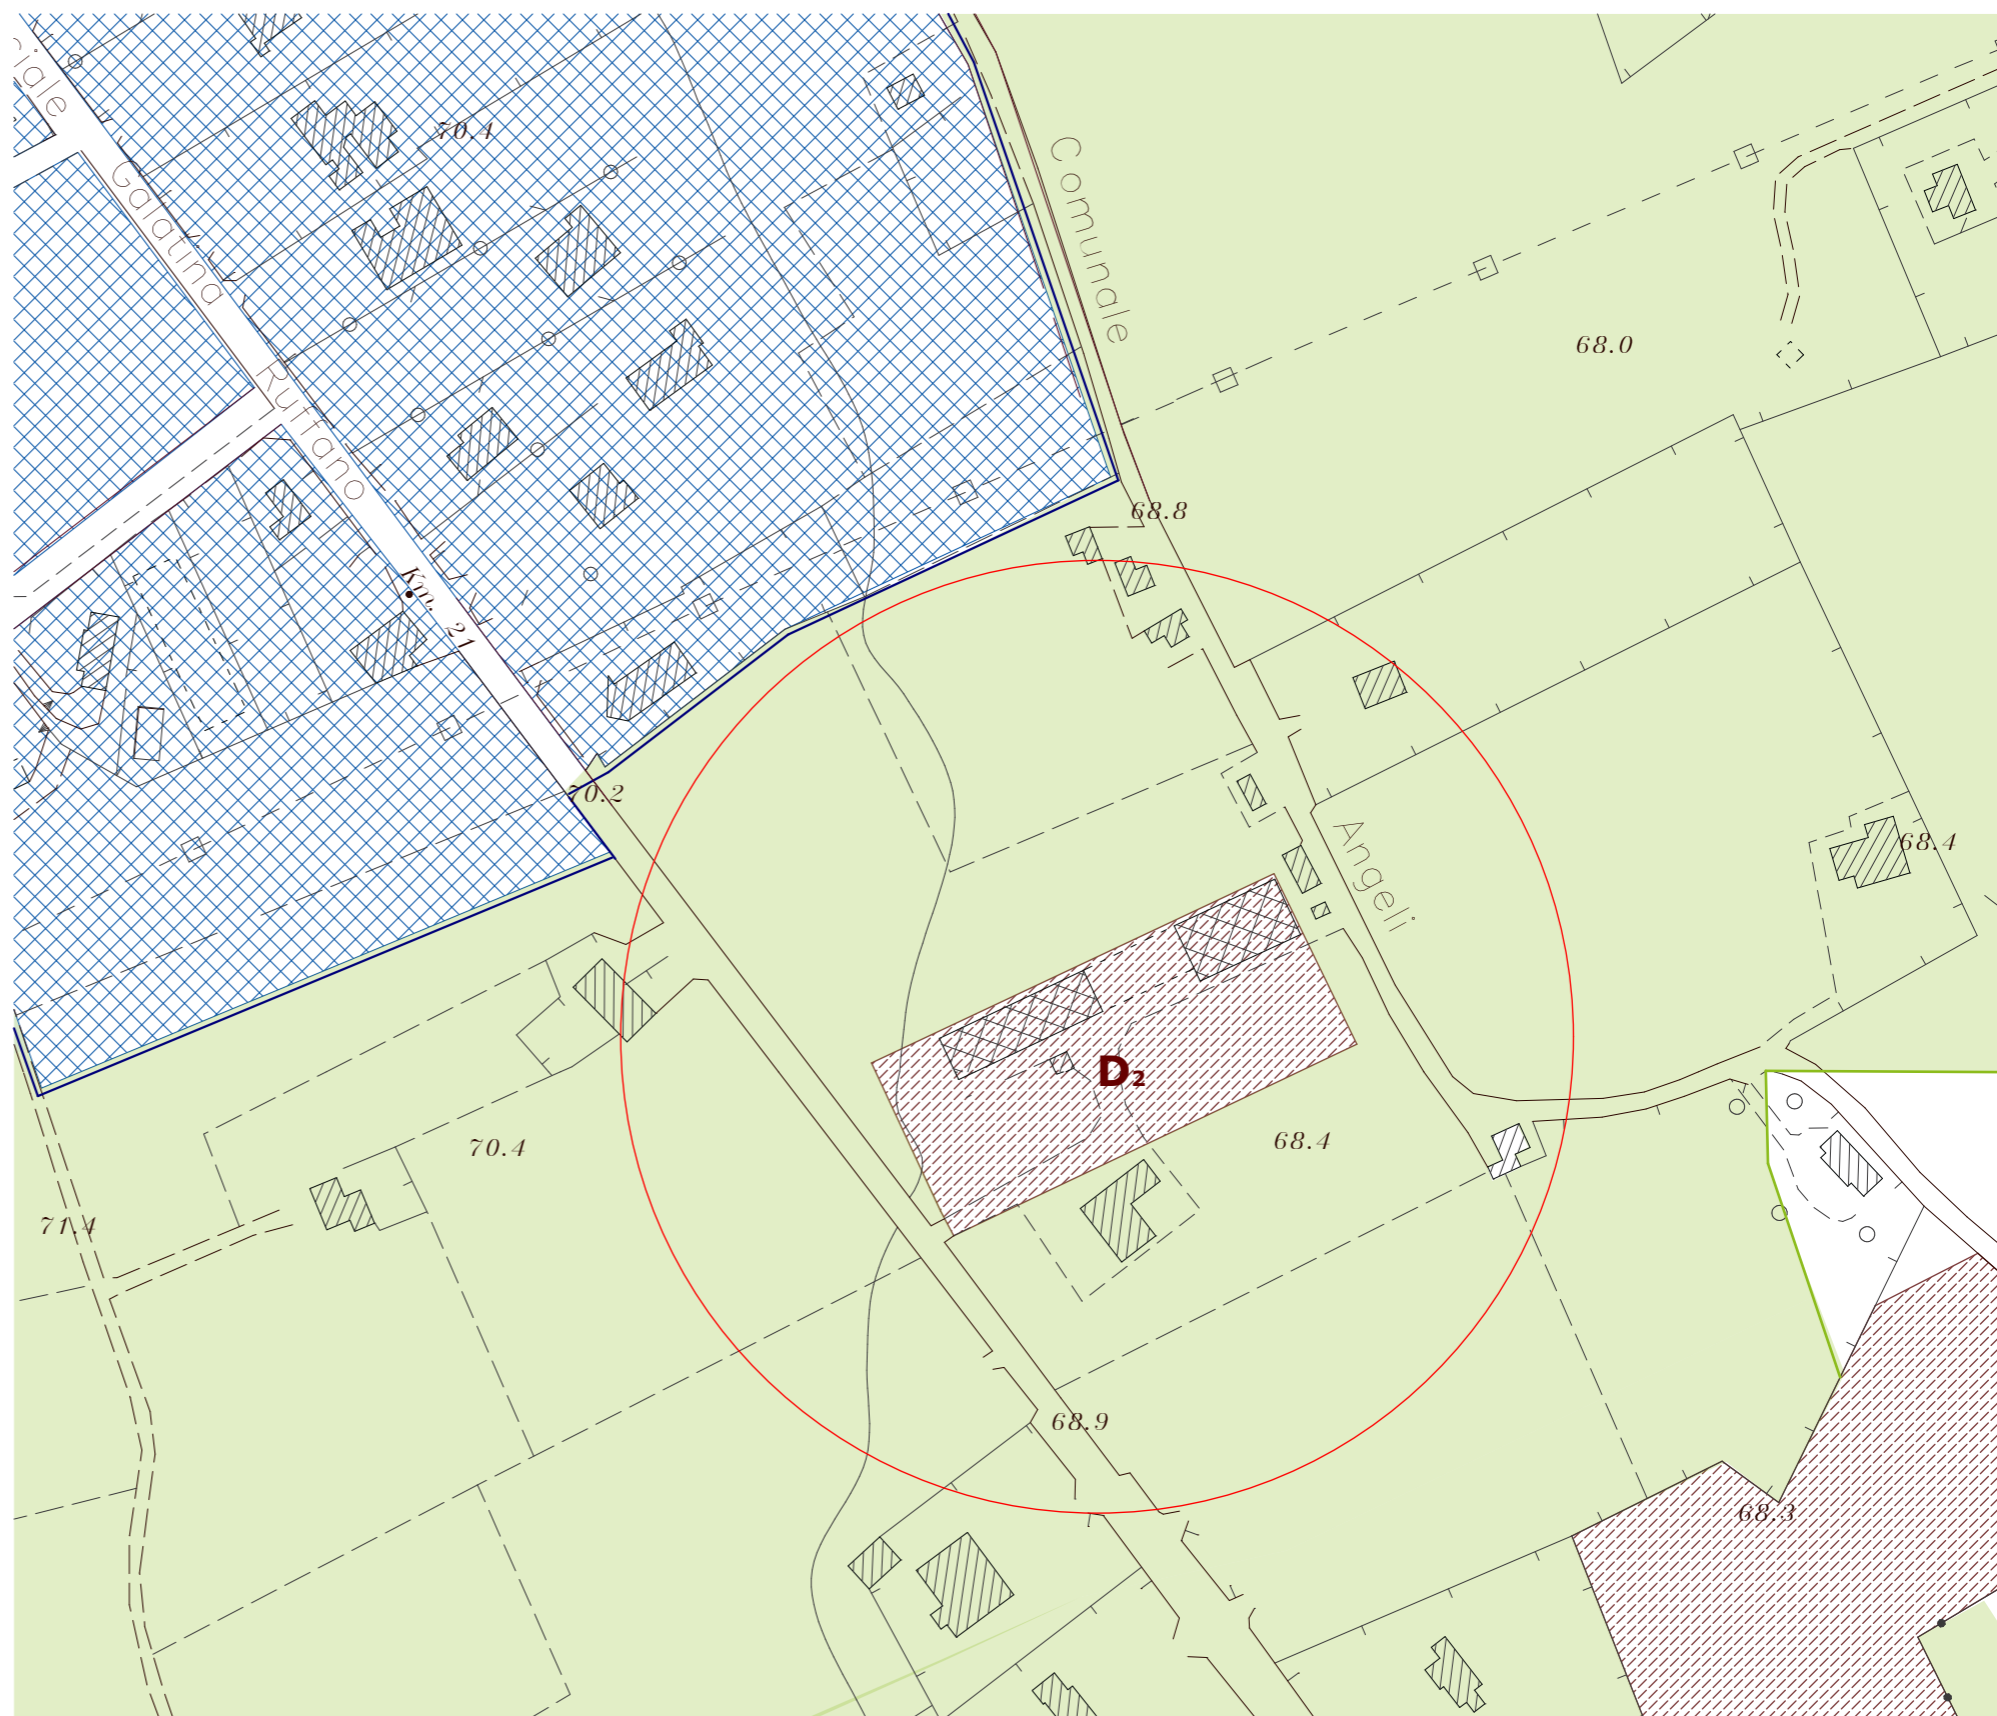 ciale
Galatina
70.4
Comunale
68.0
Ruffano
68.8
Km. 21
70.2
Angeli
68.4
D₂
70.4
68.4
71.4
68.9
68.3